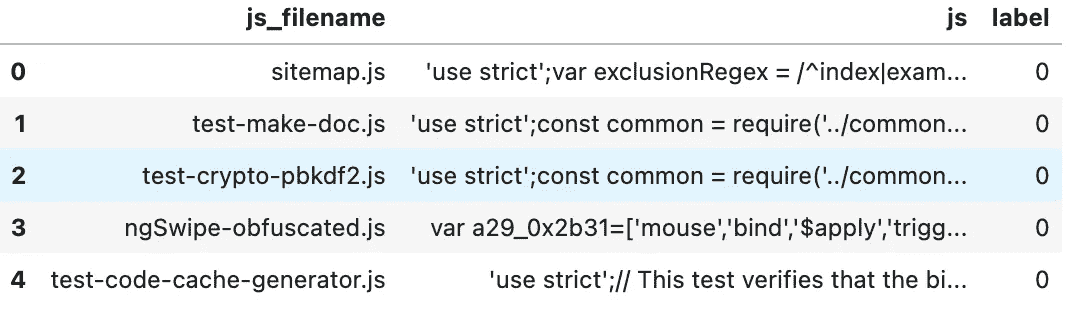 js_filename js label
0 sitemap.js 'use strict';var exclusionRegex = /^index|exam... 0
1 test-make-doc.js 'use strict';const common = require('../common... 0
2 test-crypto-pbkdf2.js 'use strict';const common = require('../common... 0
3 ngSwipe-obfuscated.js var a29_0x2b31=['mouse','bind','$apply','trigg... 0
4 test-code-cache-generator.js 'use strict';// This test verifies that the bi... 0